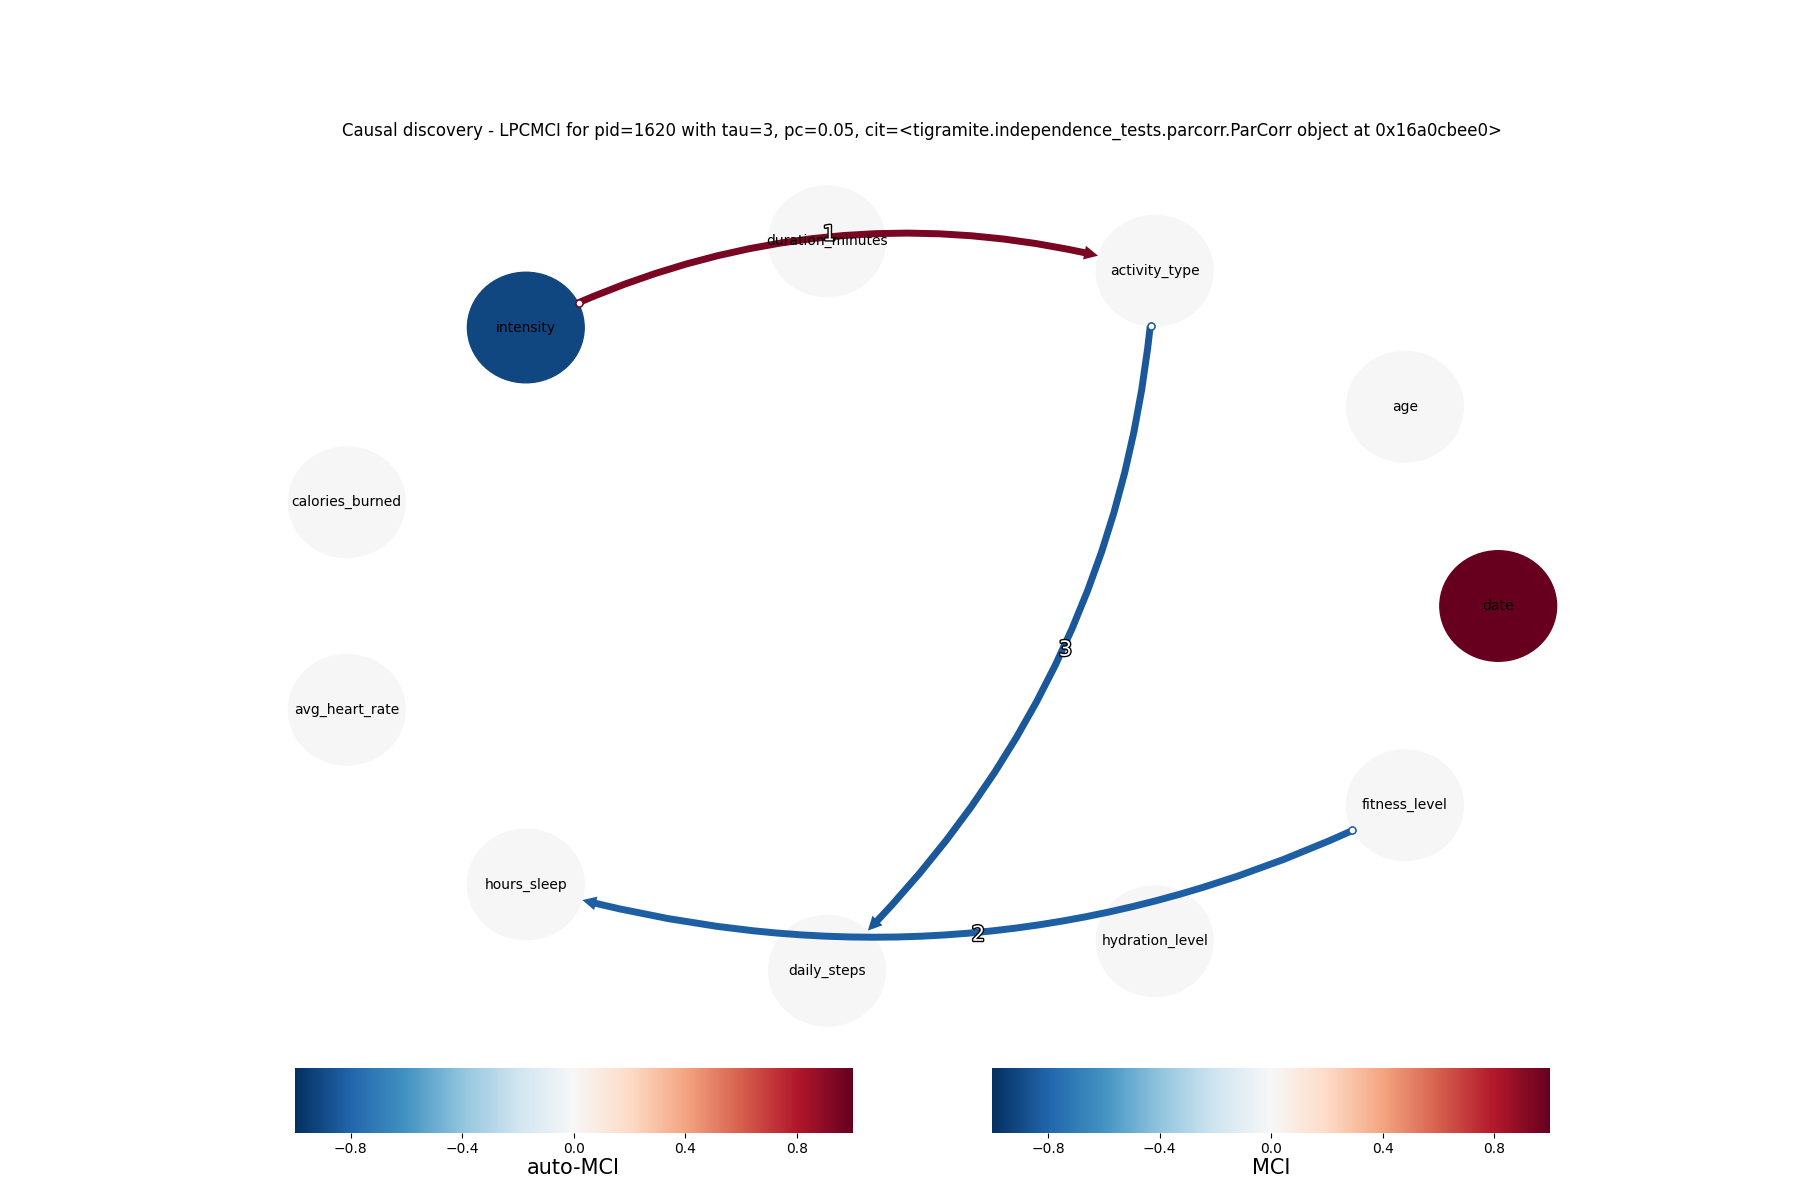 Causal discovery - LPCMCI for pid=1620 with tau=3, pc=0.05, cit=<tigramite.independence_tests.parcorr.ParCorr object at 0x16a0cbee0>
1
duration_minutes
activity_type
intensity
age
calories_burned
date
3
avg_heart_rate
fitness_level
hours_sleep
2
hydration_level
daily_steps
−0.8 −0.4 0.0 0.4 0.8
auto-MCI
−0.8 −0.4 0.0 0.4 0.8
MCI